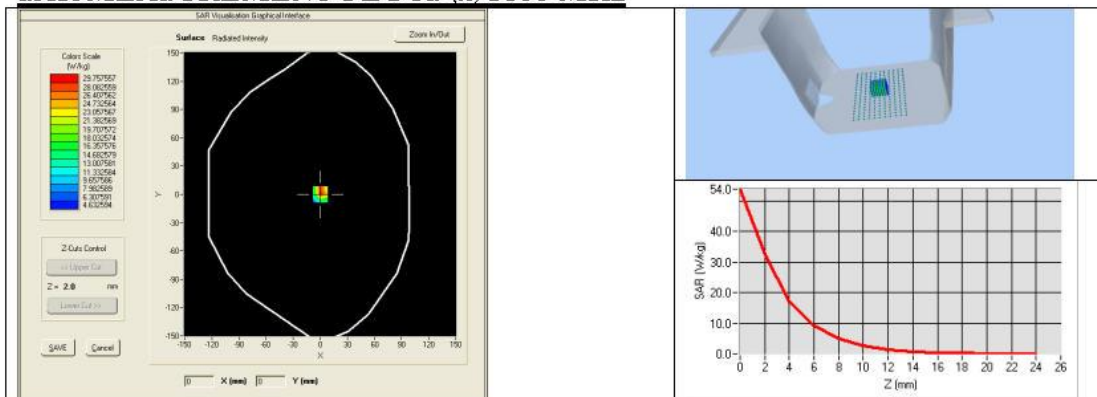 SAR Visualisation Graphical Interface
Surface Radiated Intensity
Zoom In/Out
Colors Scale
(W/kg)
29.757557
28.082559
26.407562
24.732564
23.057567
21.382569
19.707572
18.032574
16.357576
14.682579
13.007581
11.332584
9.657586
7.982589
6.307591
4.632594
Z-Cuts Control
<< Upper Cut
Z = 2.0 mm
Lower Cut >>
SAVE
Cancel
150
120
90
60
30
0
-30
-60
-90
-120
-150
Y
-150 -120 -90 -60 -30 0 30 60 90 120 150
X
0 X (mm) 0 Y (mm)
54.0
40.0
30.0
20.0
10.0
0.0
SAR (W/kg)
0 2 4 6 8 10 12 14 16 18 20 22 24 26
Z (mm)